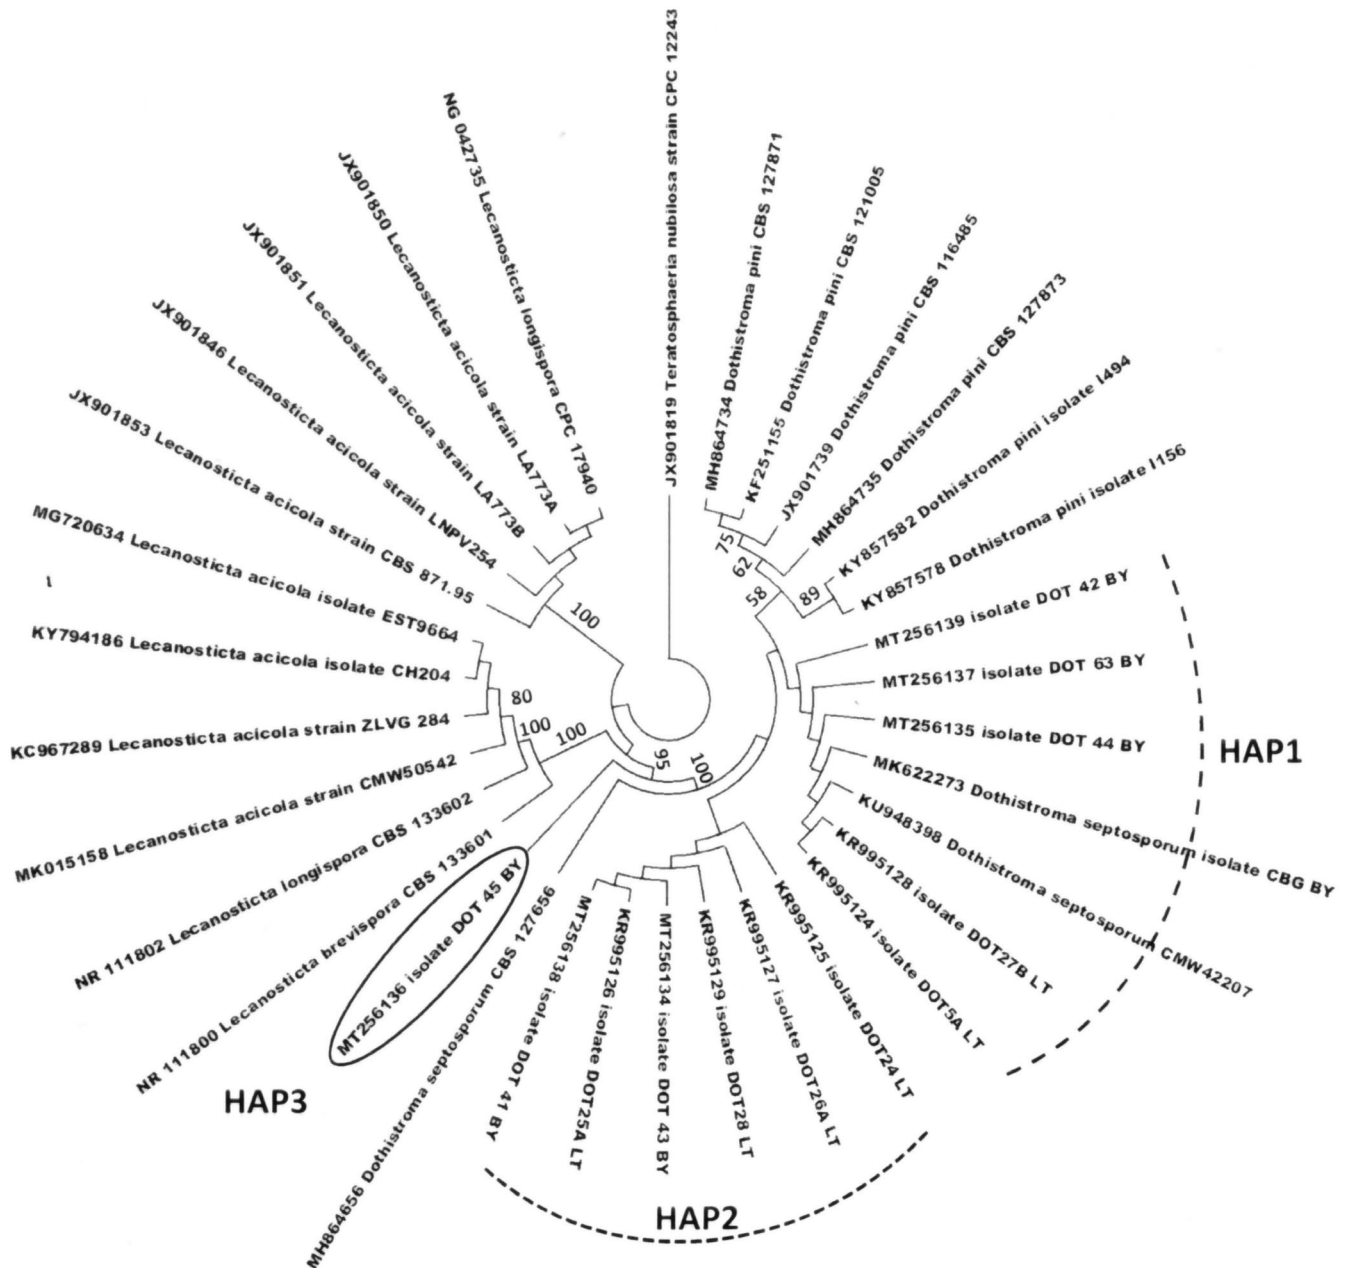 JX901819 Teratosphaeria nubilosa strain CPC 12243
MH864734 Dothistroma pini CBS 127871
KF251155 Dothistroma pini CBS 121005
JX901739 Dothistroma pini CBS 116485
MH864735 Dothistroma pini CBS 127873
KY857582 Dothistroma pini isolate I494
KY857578 Dothistroma pini isolate I156
MT256139 isolate DOT 42 BY
MT256137 isolate DOT 63 BY
MT256135 isolate DOT 44 BY
MK622273 Dothistroma septosporum isolate CBG BY
KU948398 Dothistroma septosporum CMW42207
KR995128 isolate DOT27B LT
KR995124 isolate DOT5A LT
HAP1
KR995125 isolate DOT24 LT
KR995127 isolate DOT26A LT
KR995129 isolate DOT28 LT
MT256134 isolate DOT 43 BY
KR995126 isolate DOT25A LT
MT256138 isolate DOT 41 BY
HAP2
MH864656 Dothistroma septosporum CBS 127656
MT256136 isolate DOT 45 BY
HAP3
NR 111800 Lecanosticta brevispora CBS 133601
NR 111802 Lecanosticta longispora CBS 133602
MK015158 Lecanosticta acicola strain CMW50542
KC967289 Lecanosticta acicola strain ZLVG 284
KY794186 Lecanosticta acicola isolate CH204
MG720634 Lecanosticta acicola isolate EST9664
JX901853 Lecanosticta acicola strain CBS 871.95
JX901846 Lecanosticta acicola strain LNPV254
JX901851 Lecanosticta acicola strain LA773B
JX901850 Lecanosticta acicola strain LA773A
NG 042735 Lecanosticta longispora CPC 17940
75
62
58
89
100
80
100
100
95
100